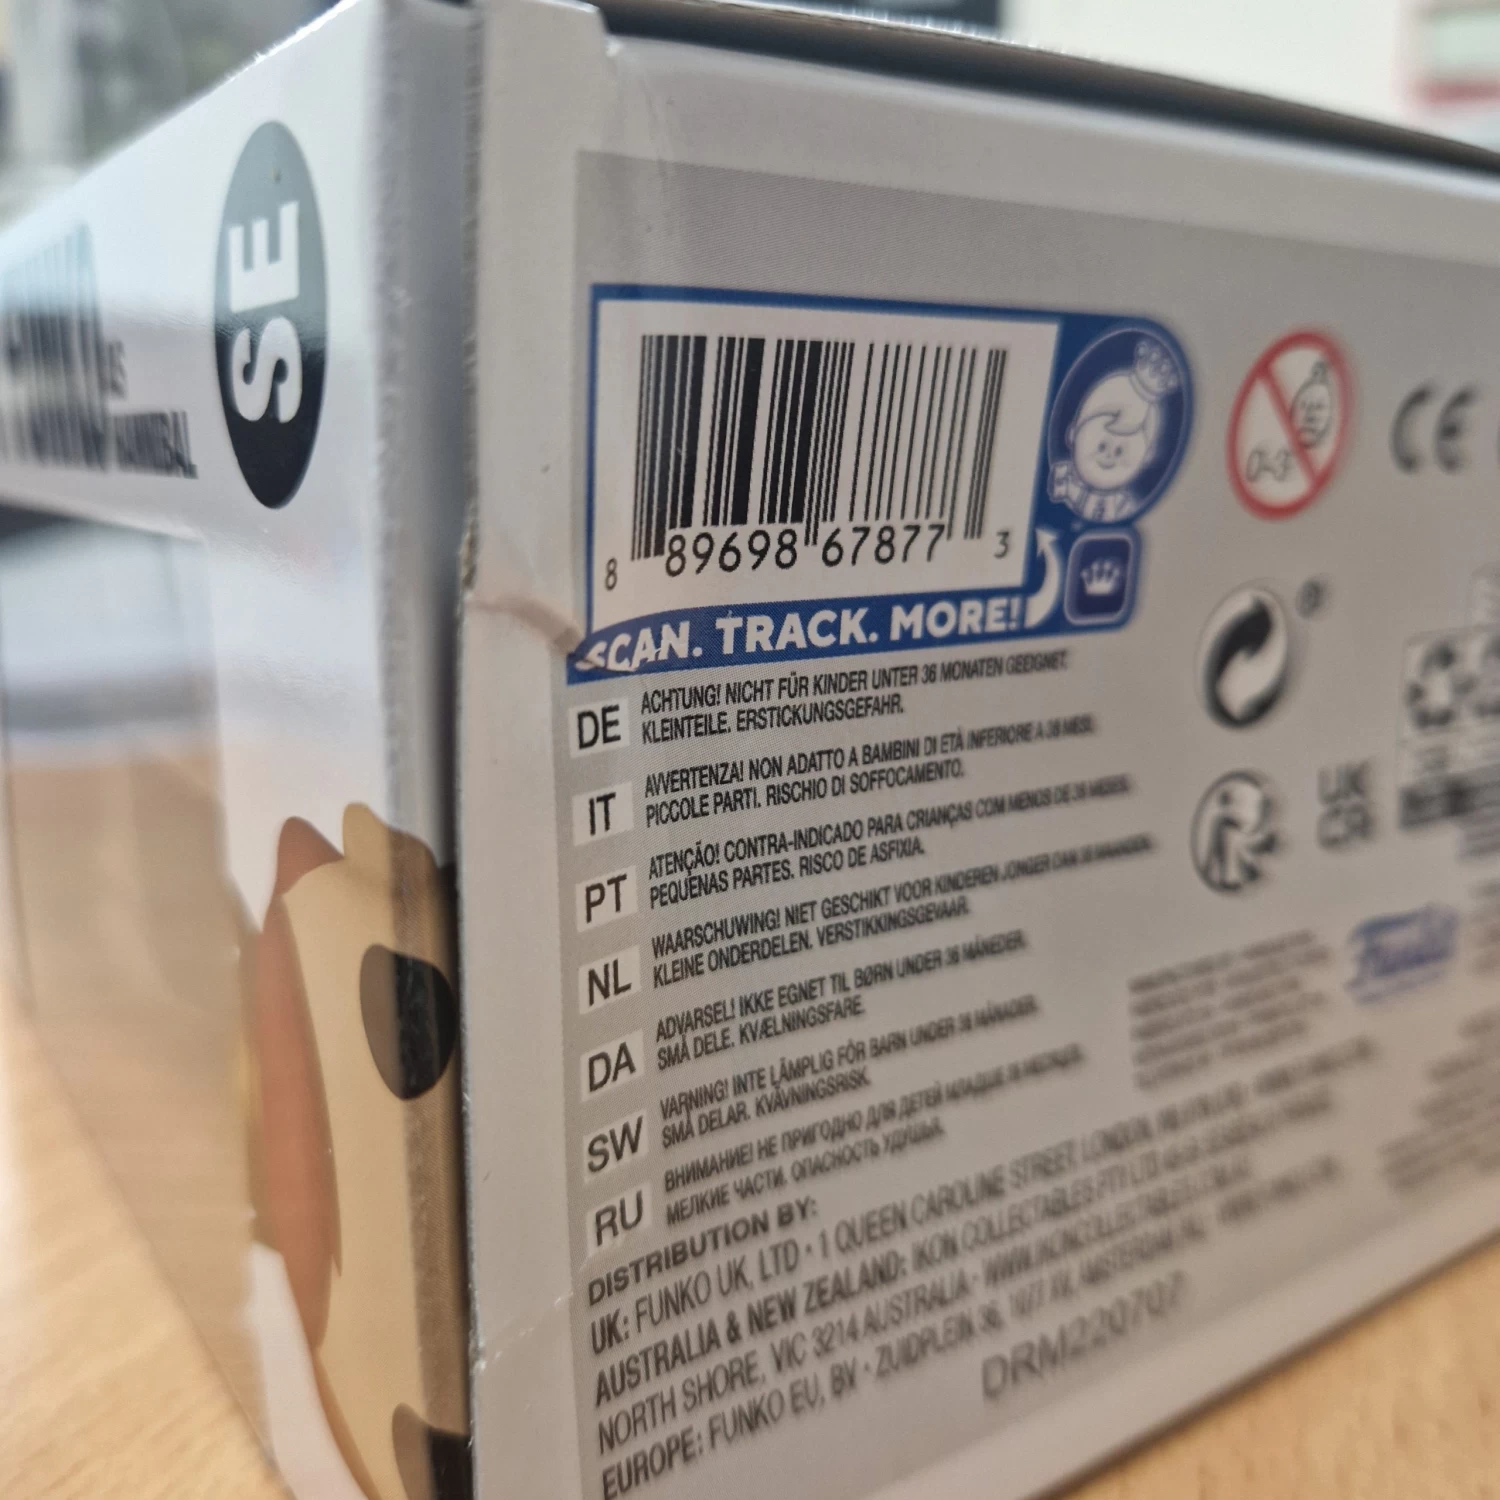 SE
HANNIBAL
8 89698 67877 3
0-3
CE
SCAN. TRACK. MORE!
DE
ACHTUNG! NICHT FÜR KINDER UNTER 36 MONATEN GEEIGNET.
KLEINTEILE. ERSTICKUNGSGEFAHR.
IT
AVVERTENZA! NON ADATTO A BAMBINI DI ETÀ INFERIORE A 36 MESI.
PICCOLE PARTI. RISCHIO DI SOFFOCAMENTO.
PT
ATENÇÃO! CONTRA-INDICADO PARA CRIANÇAS COM MENOS DE 36 MESES.
PEQUENAS PARTES. RISCO DE ASFIXIA.
NL
WAARSCHUWING! NIET GESCHIKT VOOR KINDEREN JONGER DAN 36 MAANDEN.
KLEINE ONDERDELEN. VERSTIKKINGSGEVAAR.
DA
ADVARSEL! IKKE EGNET TIL BØRN UNDER 36 MÅNEDER.
SMÅ DELE. KVÆLNINGSFARE.
SW
VARNING! INTE LÄMPLIG FÖR BARN UNDER 36 MÅNADER.
SMÅ DELAR. KVÄVNINGSRISK.
RU
ВНИМАНИЕ! НЕ ПРИГОДНО ДЛЯ ДЕТЕЙ МЛАДШЕ 36 МЕСЯЦЕВ.
МЕЛКИЕ ЧАСТИ. ОПАСНОСТЬ УДУШЬЯ.
UK
CA
Funko
DISTRIBUTION BY:
UK: FUNKO UK, LTD • 1 QUEEN CAROLINE STREET, LONDON,
AUSTRALIA & NEW ZEALAND: IKON COLLECTABLES PTY LTD
NORTH SHORE, VIC 3214 AUSTRALIA • WWW.IKONCOLLECTABLES.COM.AU
EUROPE: FUNKO EU, BV • ZUIDPLEIN 36, 1077 XV, AMSTERDAM
DRM220707